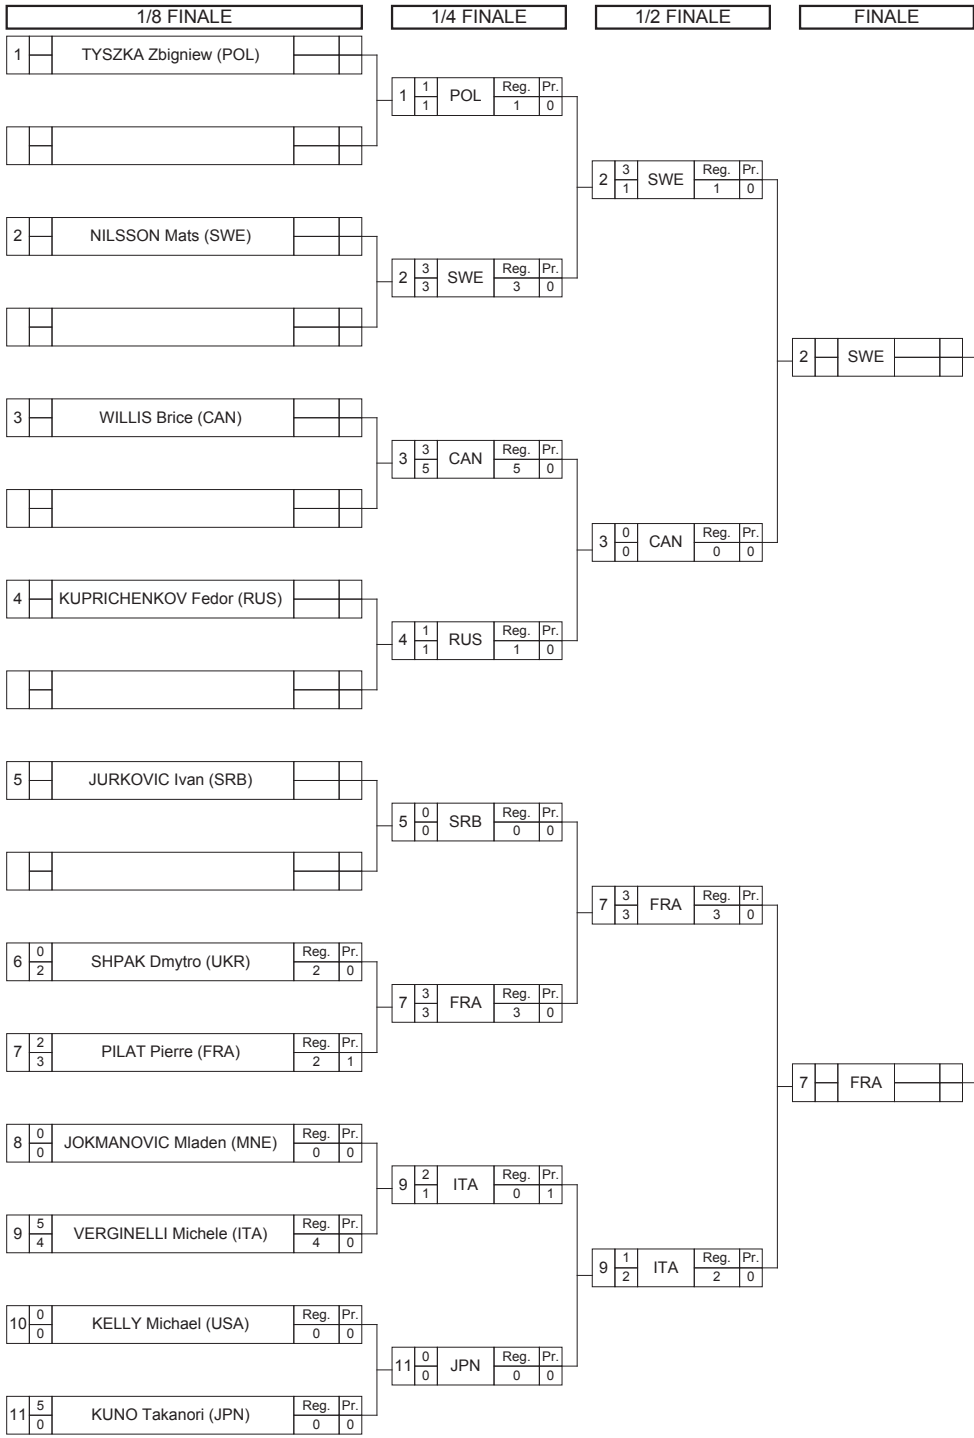 1/8 FINALE 1/4 FINALE 1/2 FINALE FINALE
1 TYSZKA Zbigniew (POL)
1 1 1 POL Reg. 1 Pr. 0
2 3 1 SWE Reg. 1 Pr. 0
2 NILSSON Mats (SWE)
2 3 3 SWE Reg. 3 Pr. 0
2 SWE
3 WILLIS Brice (CAN)
3 3 5 CAN Reg. 5 Pr. 0
3 0 0 CAN Reg. 0 Pr. 0
4 KUPRICHENKOV Fedor (RUS)
4 1 1 RUS Reg. 1 Pr. 0
5 JURKOVIC Ivan (SRB)
5 0 0 SRB Reg. 0 Pr. 0
7 3 3 FRA Reg. 3 Pr. 0
6 0 2 SHPAK Dmytro (UKR) Reg. 2 Pr. 0
7 3 3 FRA Reg. 3 Pr. 0
7 2 3 PILAT Pierre (FRA) Reg. 2 Pr. 1
7 FRA
8 0 0 JOKMANOVIC Mladen (MNE) Reg. 0 Pr. 0
9 2 1 ITA Reg. 0 Pr. 1
9 5 4 VERGINELLI Michele (ITA) Reg. 4 Pr. 0
9 1 2 ITA Reg. 2 Pr. 0
10 0 0 KELLY Michael (USA) Reg. 0 Pr. 0
11 0 0 JPN Reg. 0 Pr. 0
11 5 0 KUNO Takanori (JPN) Reg. 0 Pr. 0